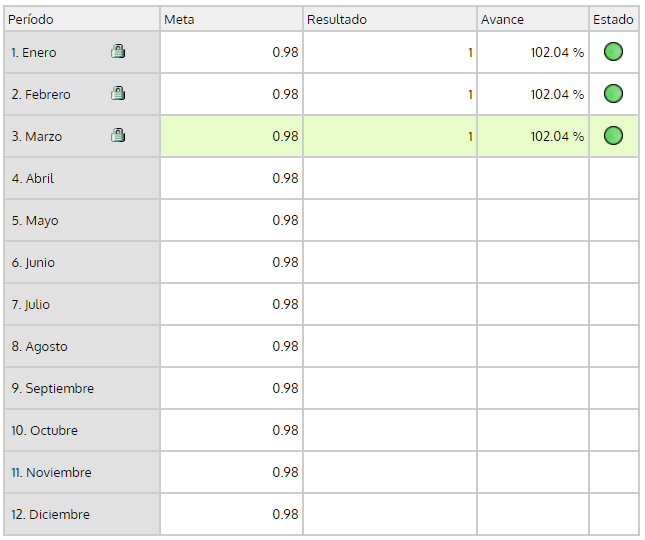 Período Meta Resultado Avance Estado
1. Enero 0.98 1 102.04 %
2. Febrero 0.98 1 102.04 %
3. Marzo 0.98 1 102.04 %
4. Abril 0.98
5. Mayo 0.98
6. Junio 0.98
7. Julio 0.98
8. Agosto 0.98
9. Septiembre 0.98
10. Octubre 0.98
11. Noviembre 0.98
12. Diciembre 0.98